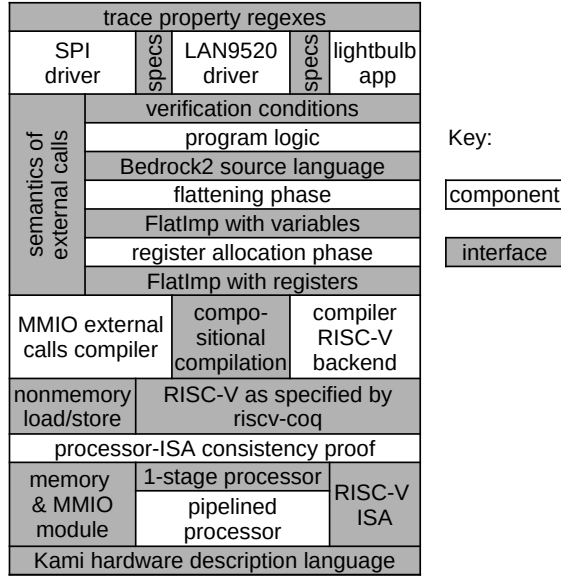 trace property regexes
SPI
driver
specs
LAN9520
driver
specs
lightbulb
app
semantics of
external calls
verification conditions
program logic
Bedrock2 source language
flattening phase
FlatImp with variables
register allocation phase
FlatImp with registers
MMIO external
calls compiler
compo-
sitional
compilation
compiler
RISC-V
backend
nonmemory
load/store
RISC-V as specified by
riscv-coq
processor-ISA consistency proof
memory
& MMIO
module
1-stage processor
pipelined
processor
RISC-V
ISA
Kami hardware description language
Key:
component
interface